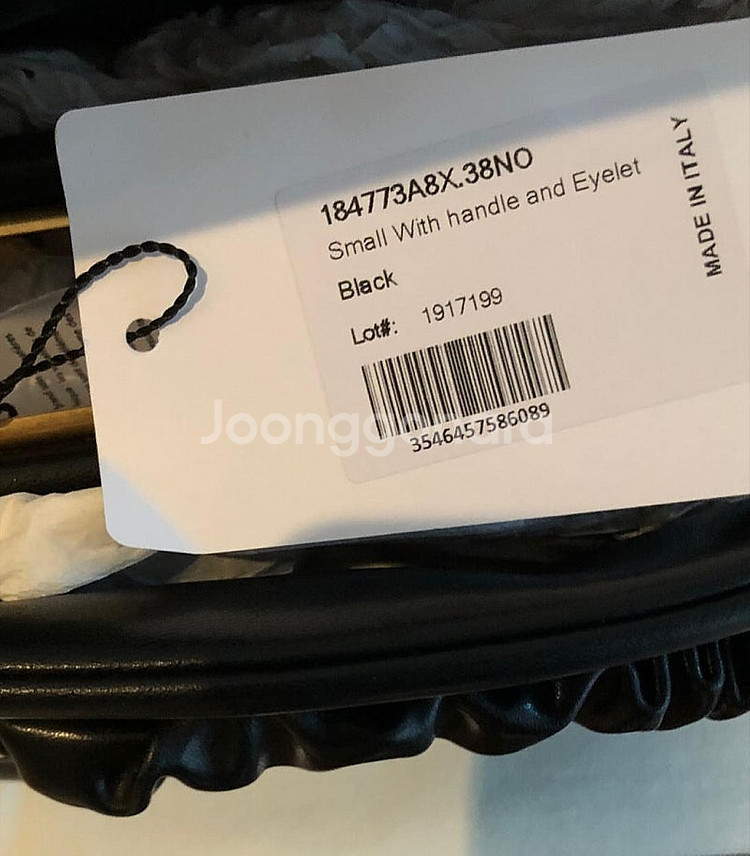 184773A8X.38NO
Small With handle and Eyelet
Black
Lot#: 1917199
3546457586089
MADE IN ITALY